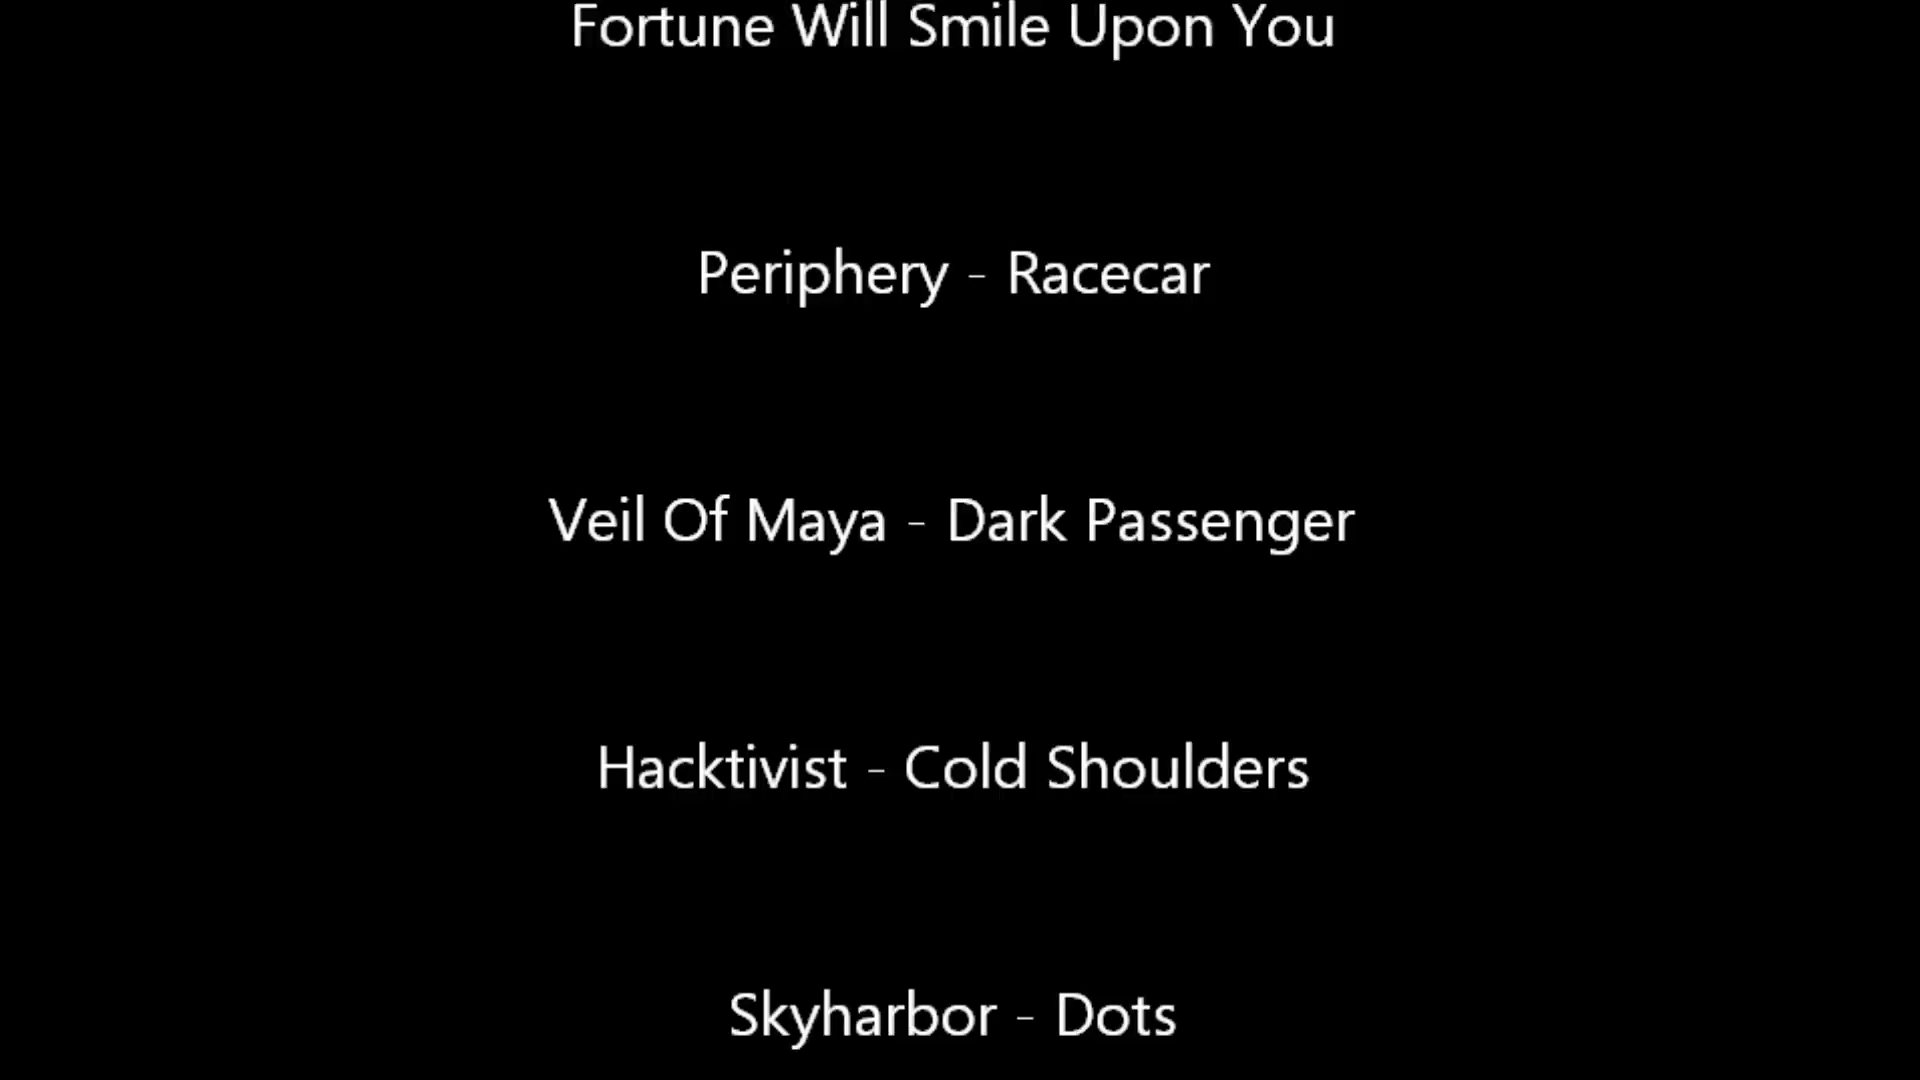 Fortune Will Smile Upon You
Periphery - Racecar
Veil Of Maya - Dark Passenger
Hacktivist - Cold Shoulders
Skyharbor - Dots